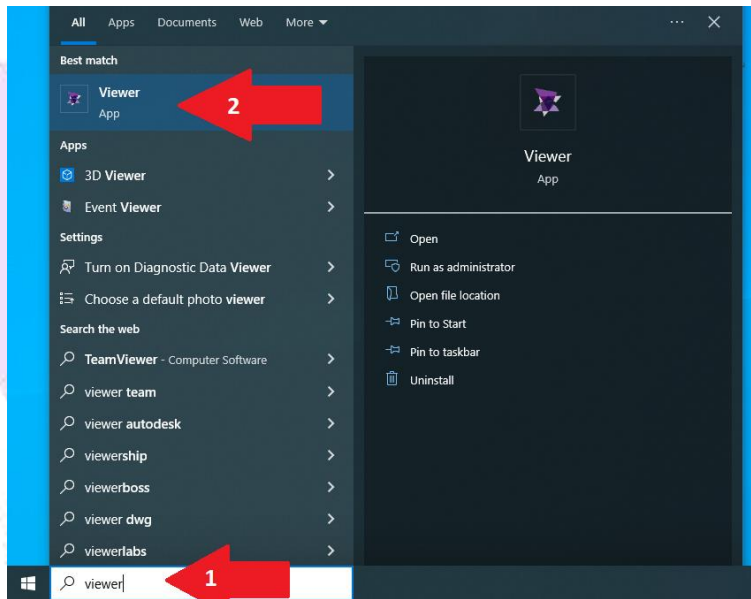 All Apps Documents Web More
Best match
Viewer
App
2
Apps
3D Viewer
Event Viewer
Settings
Turn on Diagnostic Data Viewer
Choose a default photo viewer
Search the web
TeamViewer - Computer Software
viewer team
viewer autodesk
viewership
viewerboss
viewer dwg
viewerlabs
viewer
1
Viewer
App
Open
Run as administrator
Open file location
Pin to Start
Pin to taskbar
Uninstall